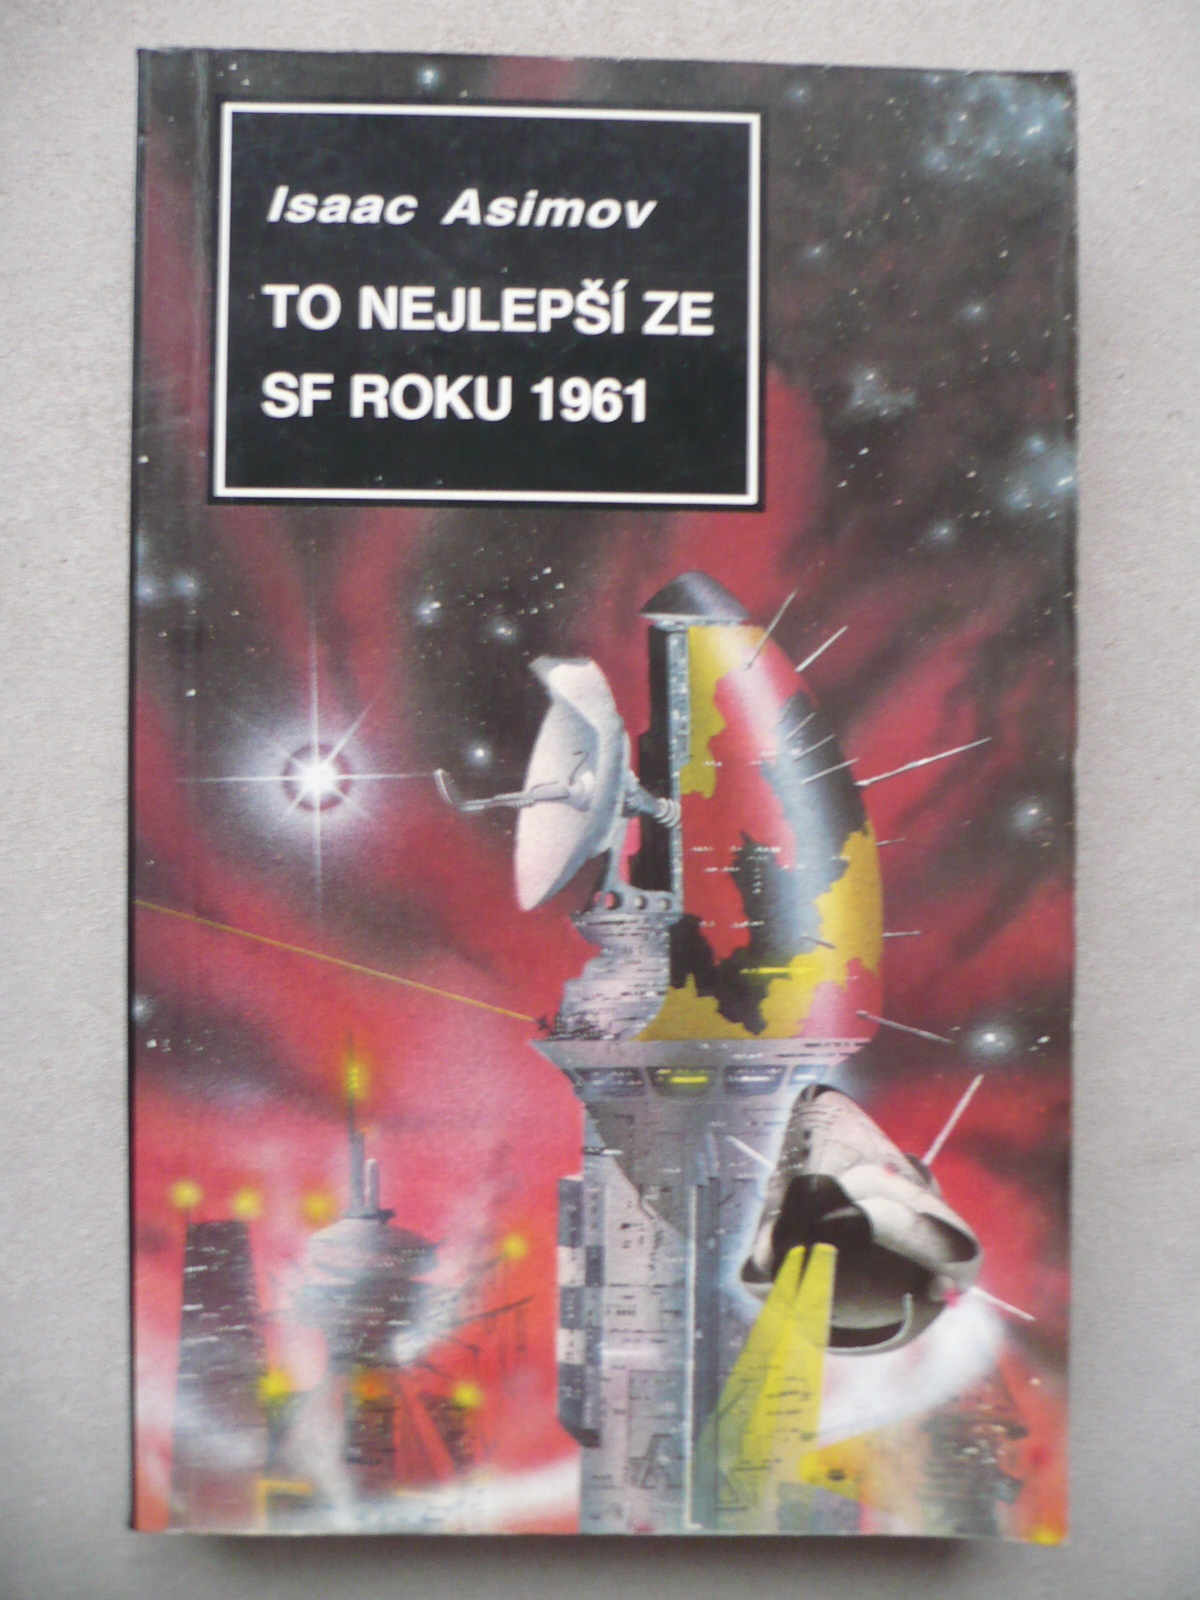 Isaac Asimov
TO NEJLEPŠÍ ZE
SF ROKU 1961